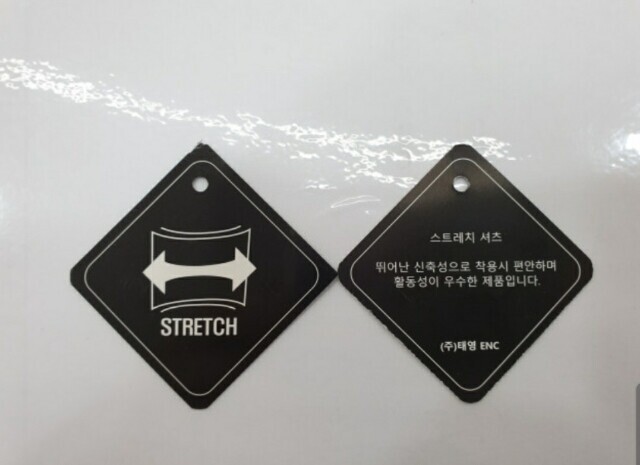 STRETCH
스트레치 셔츠
뛰어난 신축성으로 착용시 편안하며
활동성이 우수한 제품입니다.
(주)태영 ENC